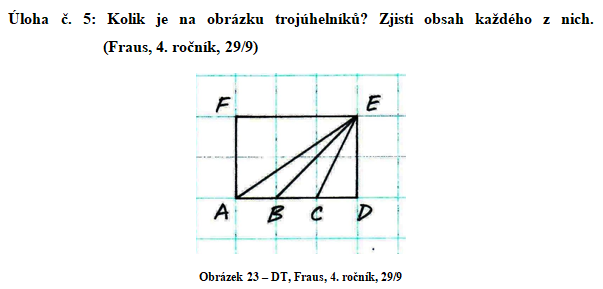 Úloha č. 5: Kolik je na obrázku trojúhelníků? Zjisti obsah každého z nich.
(Fraus, 4. ročník, 29/9)
F E
A B C D
Obrázek 23 – DT, Fraus, 4. ročník, 29/9